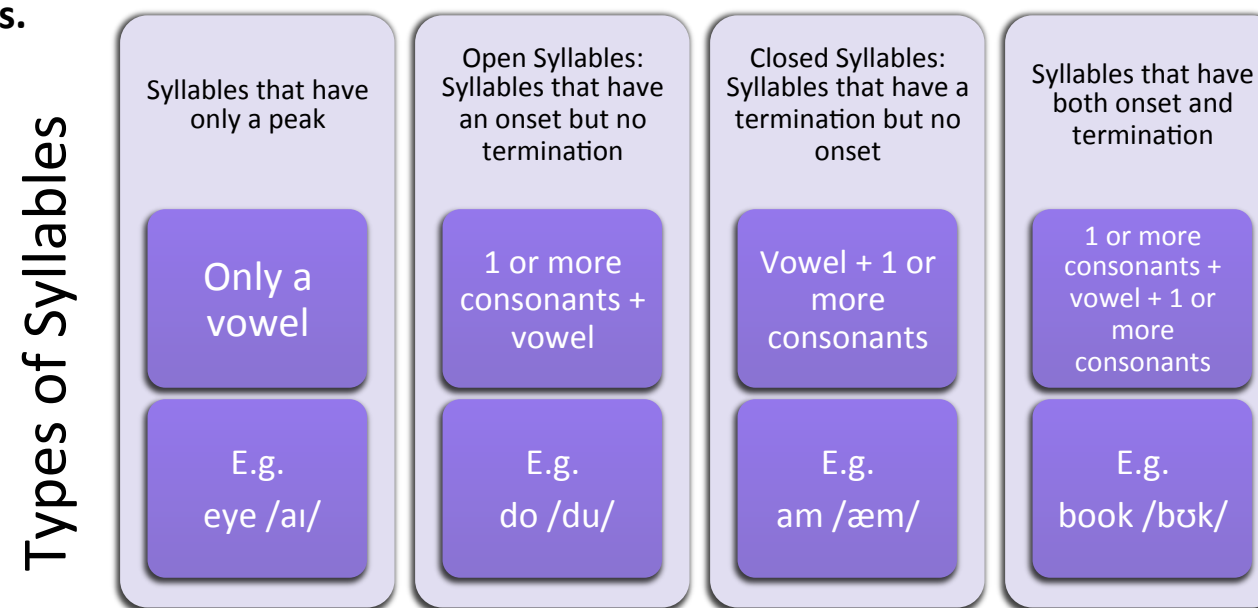 s.
Types of Syllables
Syllables that have
only a peak
Only a
vowel
E.g.
eye /aɪ/
Open Syllables:
Syllables that have
an onset but no
termination
1 or more
consonants +
vowel
E.g.
do /du/
Closed Syllables:
Syllables that have a
termination but no
onset
Vowel + 1 or
more
consonants
E.g.
am /æm/
Syllables that have
both onset and
termination
1 or more
consonants +
vowel + 1 or
more
consonants
E.g.
book /bʊk/